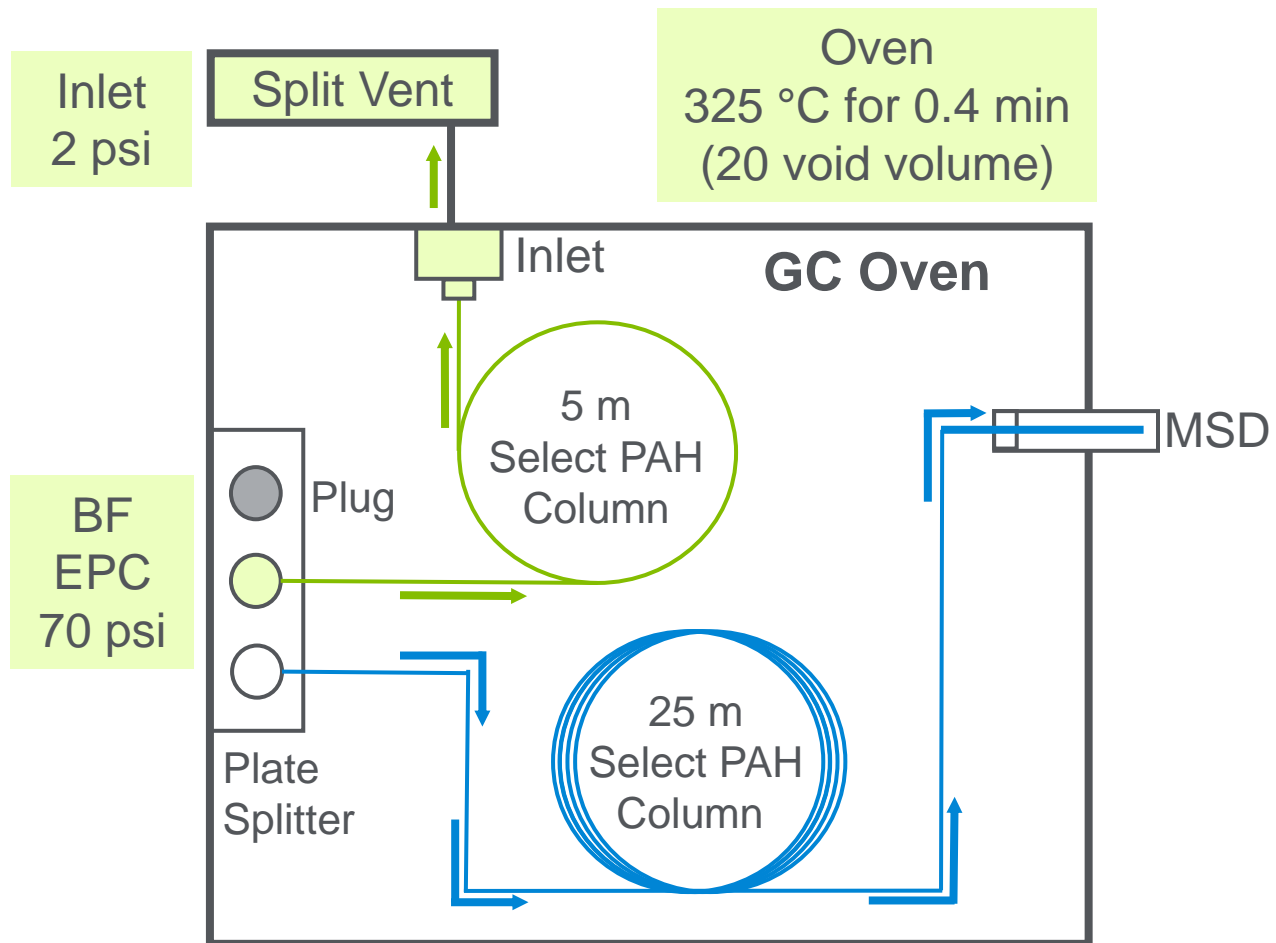 Inlet
2 psi
Split Vent
Oven
325 °C for 0.4 min
(20 void volume)
Inlet
GC Oven
5 m
Select PAH
Column
MSD
Plug
BF
EPC
70 psi
25 m
Select PAH
Column
Plate
Splitter